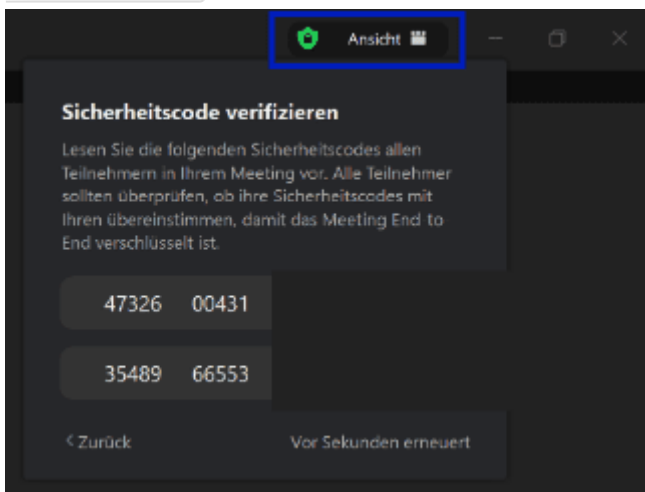 Ansicht
Sicherheitscode verifizieren
Lesen Sie die folgenden Sicherheitscodes allen
Teilnehmern in Ihrem Meeting vor. Alle Teilnehmer
sollten überprüfen, ob ihre Sicherheitscodes mit
Ihren übereinstimmen, damit das Meeting End to
End verschlüsselt ist.
47326 00431
35489 66553
Zurück Vor Sekunden erneuert